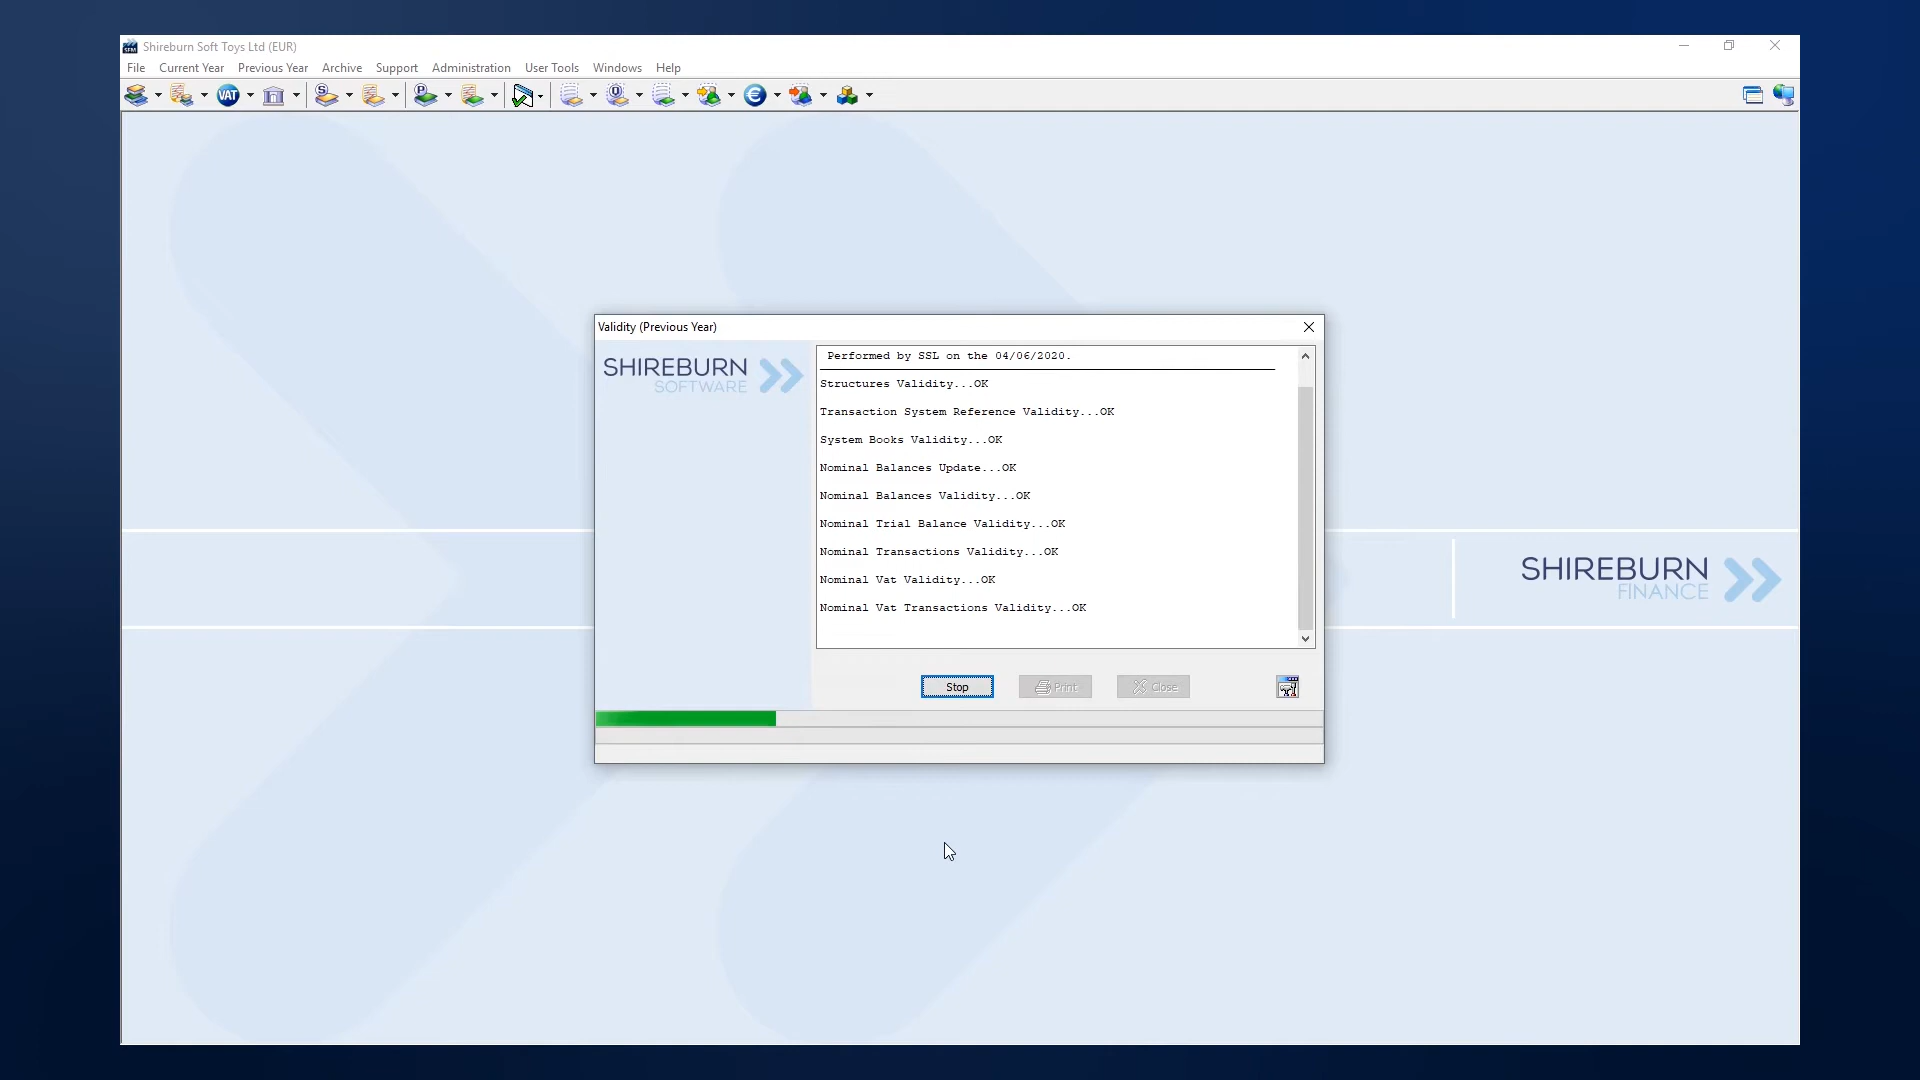 Shireburn Soft Toys Ltd (EUR)
File Current Year Previous Year Archive Support Administration User Tools Windows Help
VAT
Validity (Previous Year)
SHIREBURN
SOFTWARE
Performed by SSL on the 04/06/2020.
Structures Validity...OK
Transaction System Reference Validity...OK
System Books Validity...OK
Nominal Balances Update...OK
Nominal Balances Validity...OK
Nominal Trial Balance Validity...OK
Nominal Transactions Validity...OK
Nominal Vat Validity...OK
Nominal Vat Transactions Validity...OK
Stop Print Close
SHIREBURN
FINANCE